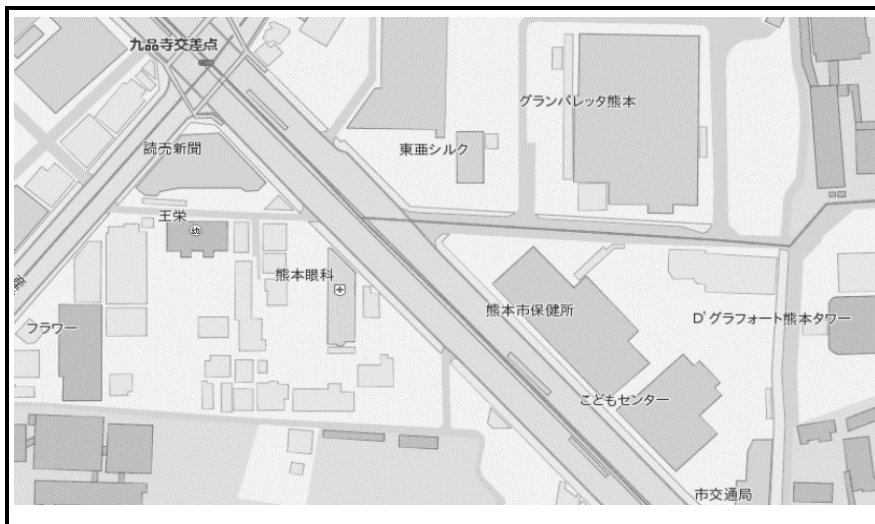 九品寺交差点
グランパレッタ熊本
読売新聞
東亜シルク
王栄
幼
熊本眼科
熊本市保健所
D'グラフォート熊本タワー
フラワー
こどもセンター
市交通局